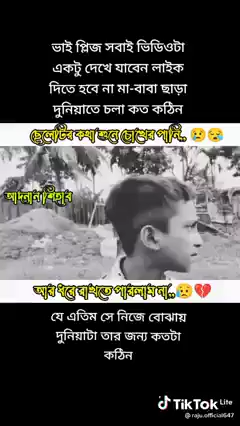 ভাই প্লিজ সবাই ভিডিওটা
একটু দেখে যাবেন লাইক
দিতে হবে না মা-বাবা ছাড়া
দুনিয়াতে চলা কত কঠিন
ছেলেটির কথা শুনে চোখের পানি.. 😢😪
আদনান শিহাব
আর ধরে রাখতে পারলাম না..😥💔
যে এতিম সে নিজে বোঝায়
দুনিয়াটা তার জন্য কতটা
কঠিন
TikTok Lite
@raju.official647